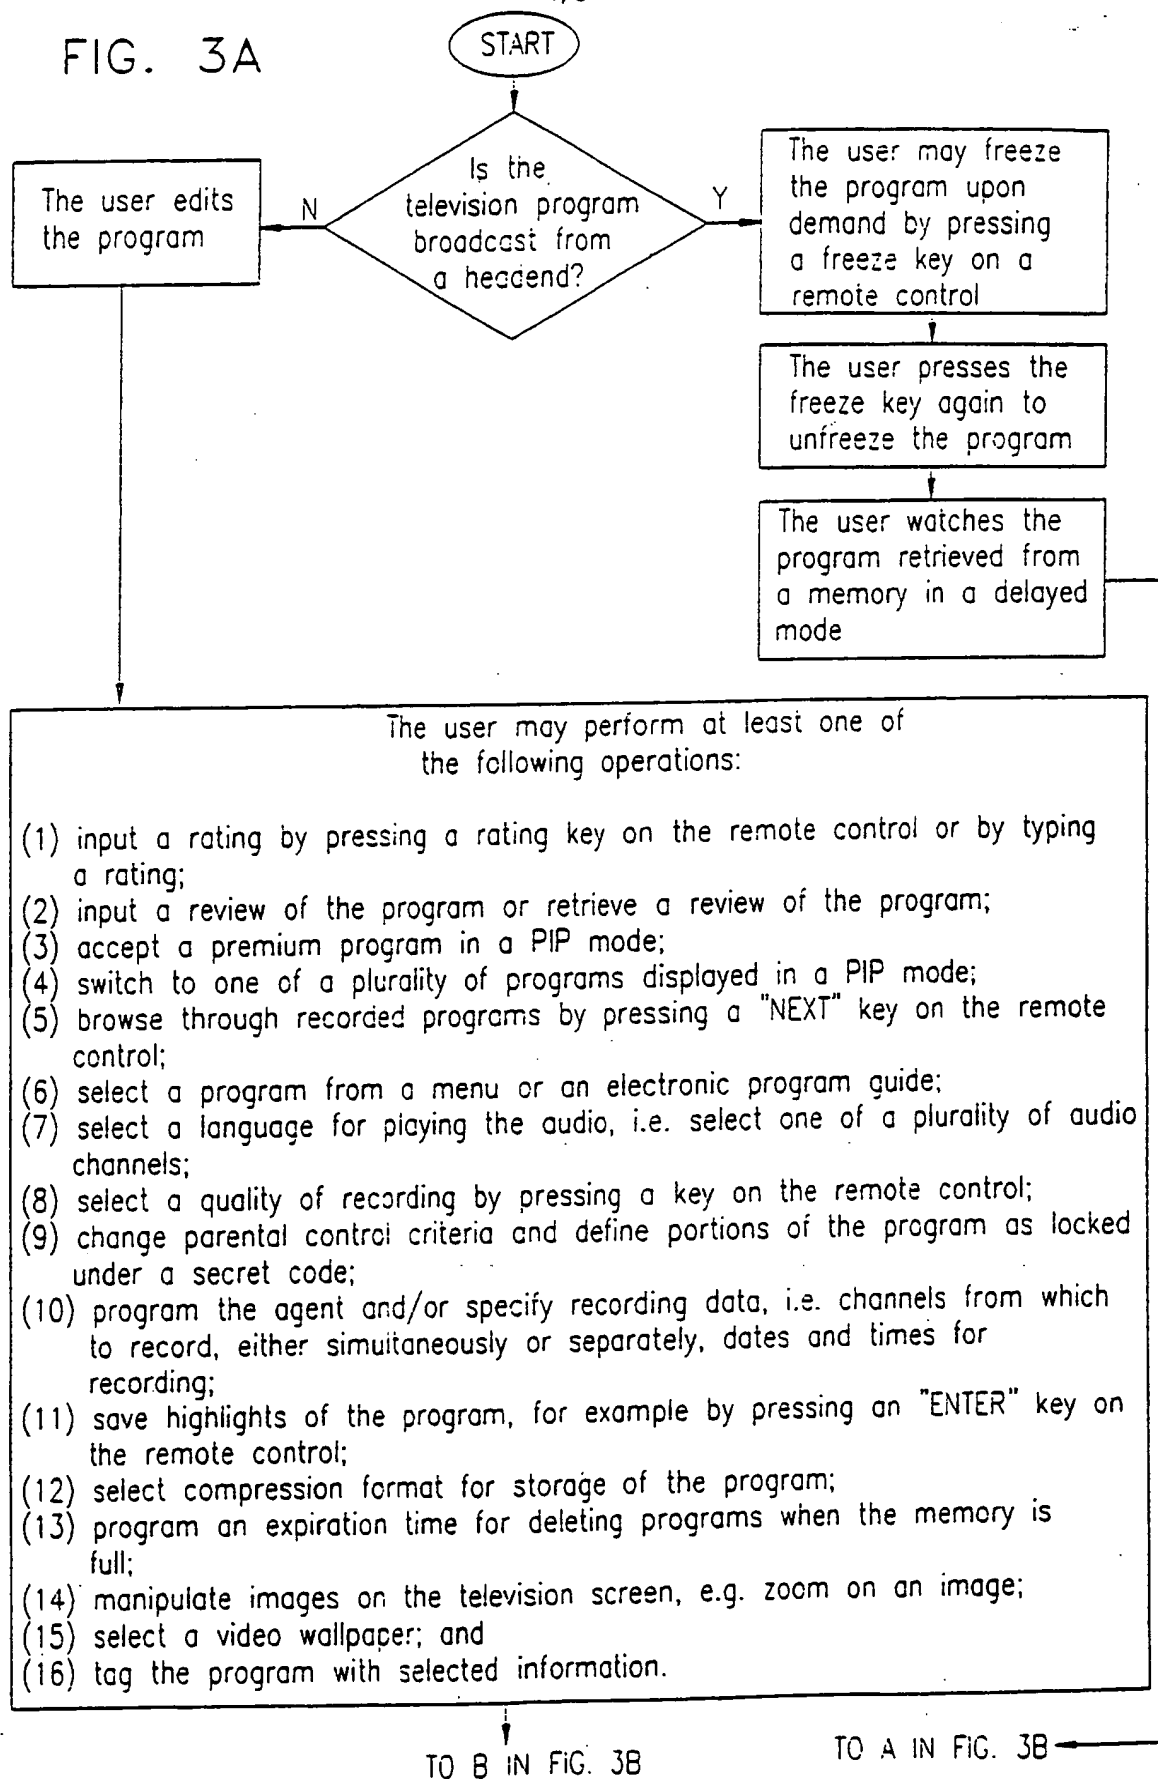 FIG. 3A
START
Is the
television program
broadcast from
a headend?
N
Y
The user edits
the program
The user may freeze
the program upon
demand by pressing
a freeze key on a
remote control
The user presses the
freeze key again to
unfreeze the program
The user watches the
program retrieved from
a memory in a delayed
mode
The user may perform at least one of
the following operations:
(1) input a rating by pressing a rating key on the remote control or by typing
a rating;
(2) input a review of the program or retrieve a review of the program;
(3) accept a premium program in a PIP mode;
(4) switch to one of a plurality of programs displayed in a PIP mode;
(5) browse through recorded programs by pressing a "NEXT" key on the remote
control;
(6) select a program from a menu or an electronic program guide;
(7) select a language for playing the audio, i.e. select one of a plurality of audio
channels;
(8) select a quality of recording by pressing a key on the remote control;
(9) change parental control criteria and define portions of the program as locked
under a secret code;
(10) program the agent and/or specify recording data, i.e. channels from which
to record, either simultaneously or separately, dates and times for
recording;
(11) save highlights of the program, for example by pressing an "ENTER" key on
the remote control;
(12) select compression format for storage of the program;
(13) program an expiration time for deleting programs when the memory is
full;
(14) manipulate images on the television screen, e.g. zoom on an image;
(15) select a video wallpaper; and
(16) tag the program with selected information.
TO B IN FIG. 3B
TO A IN FIG. 3B